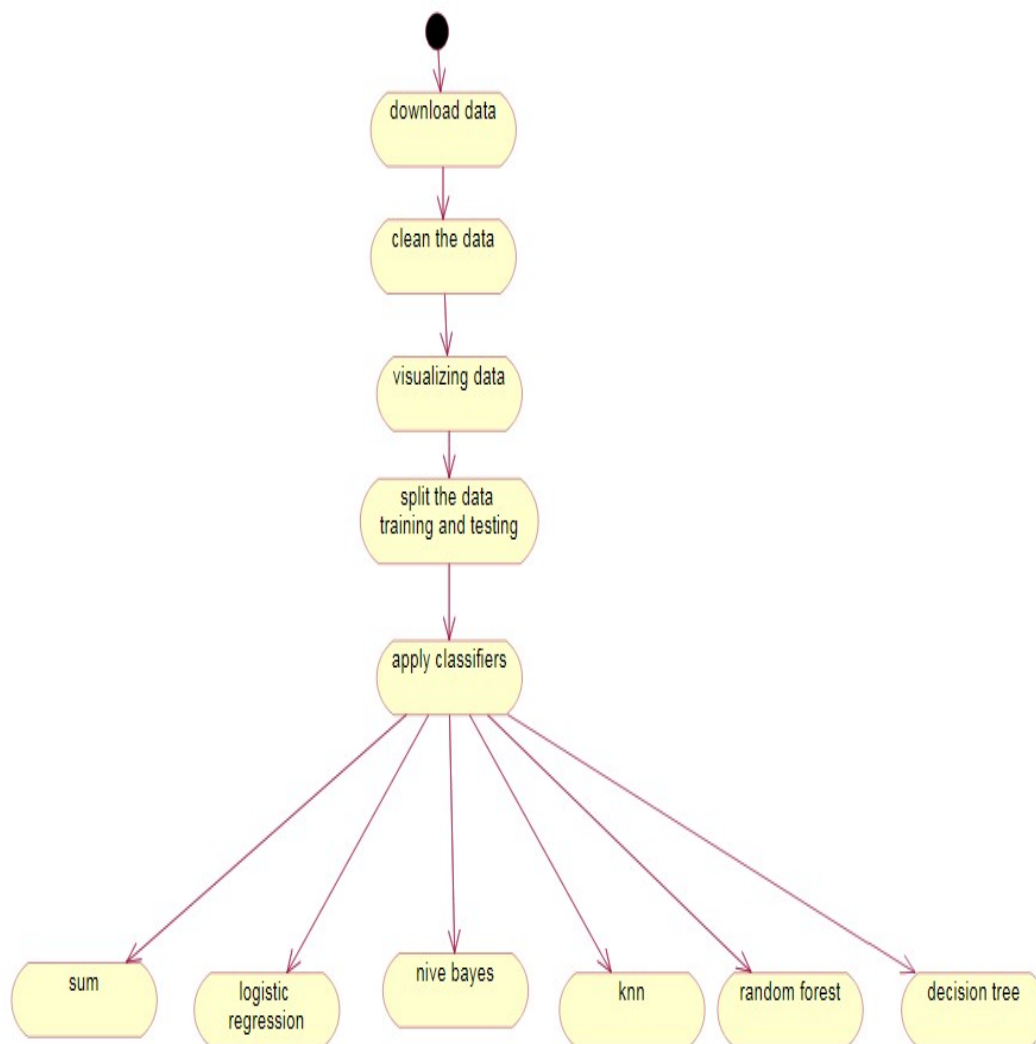 download data
clean the data
visualizing data
split the data
training and testing
apply classifiers
sum
logistic
regression
nive bayes
knn
random forest
decision tree